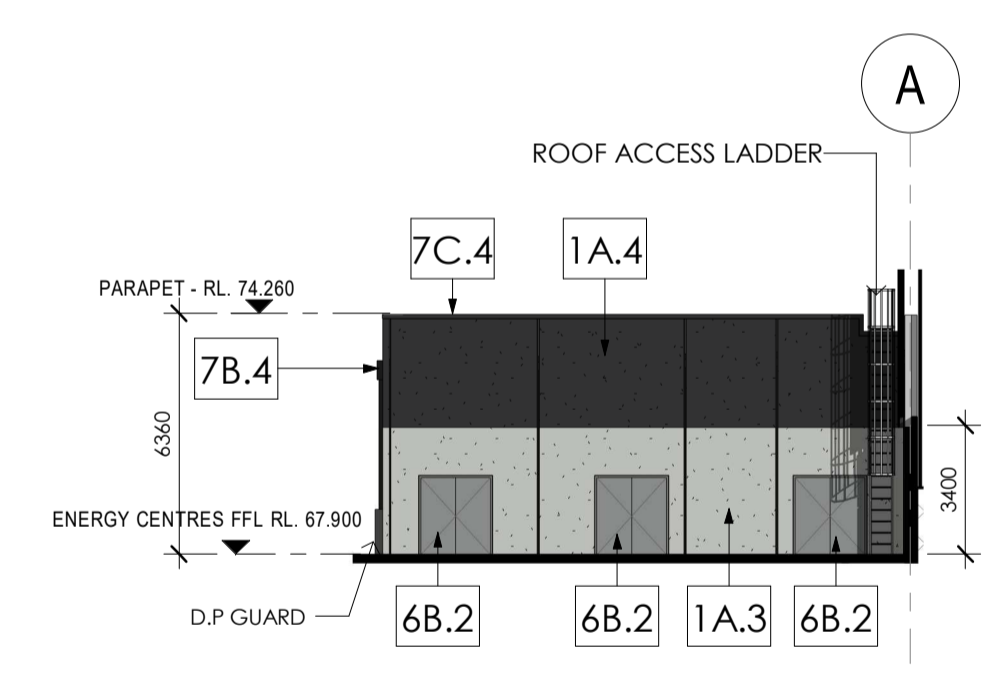 A
ROOF ACCESS LADDER
7C.4
1A.4
PARAPET - RL. 74.260
7B.4
6360
3400
ENERGY CENTRES FFL RL. 67.900
D.P GUARD
6B.2
6B.2
1A.3
6B.2